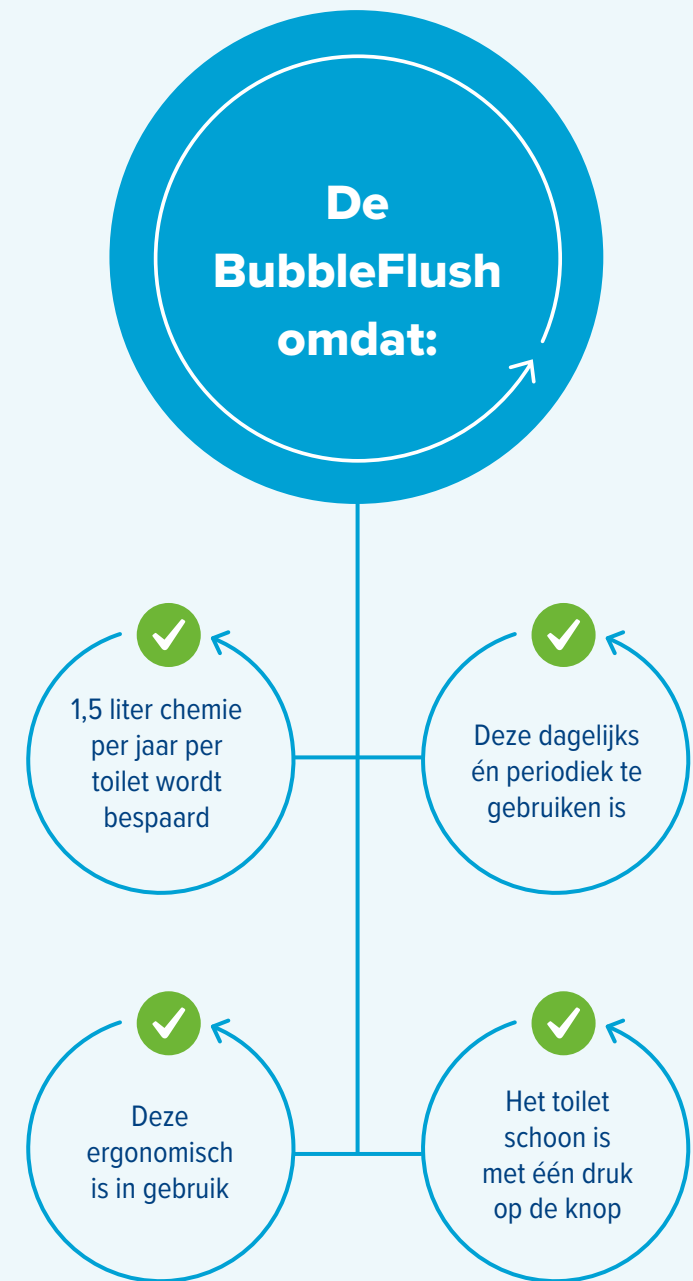 De
BubbleFlush
omdat:
1,5 liter chemie
per jaar per
toilet wordt
bespaard
Deze dagelijks
én periodiek te
gebruiken is
Deze
ergonomisch
is in gebruik
Het toilet
schoon is
met één druk
op de knop